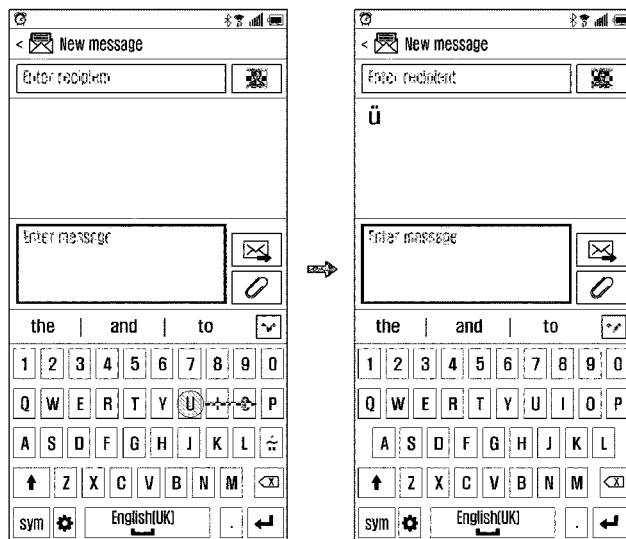 < New message
Enter recipient
Enter message
the | and | to
1 2 3 4 5 6 7 8 9 0
Q W E R T Y U P
A S D F G H J K L
Z X C V B N M
sym English(UK) .
< New message
Enter recipient
ü
Enter message
the | and | to
1 2 3 4 5 6 7 8 9 0
Q W E R T Y U I O P
A S D F G H J K L
Z X C V B N M
sym English(UK) .